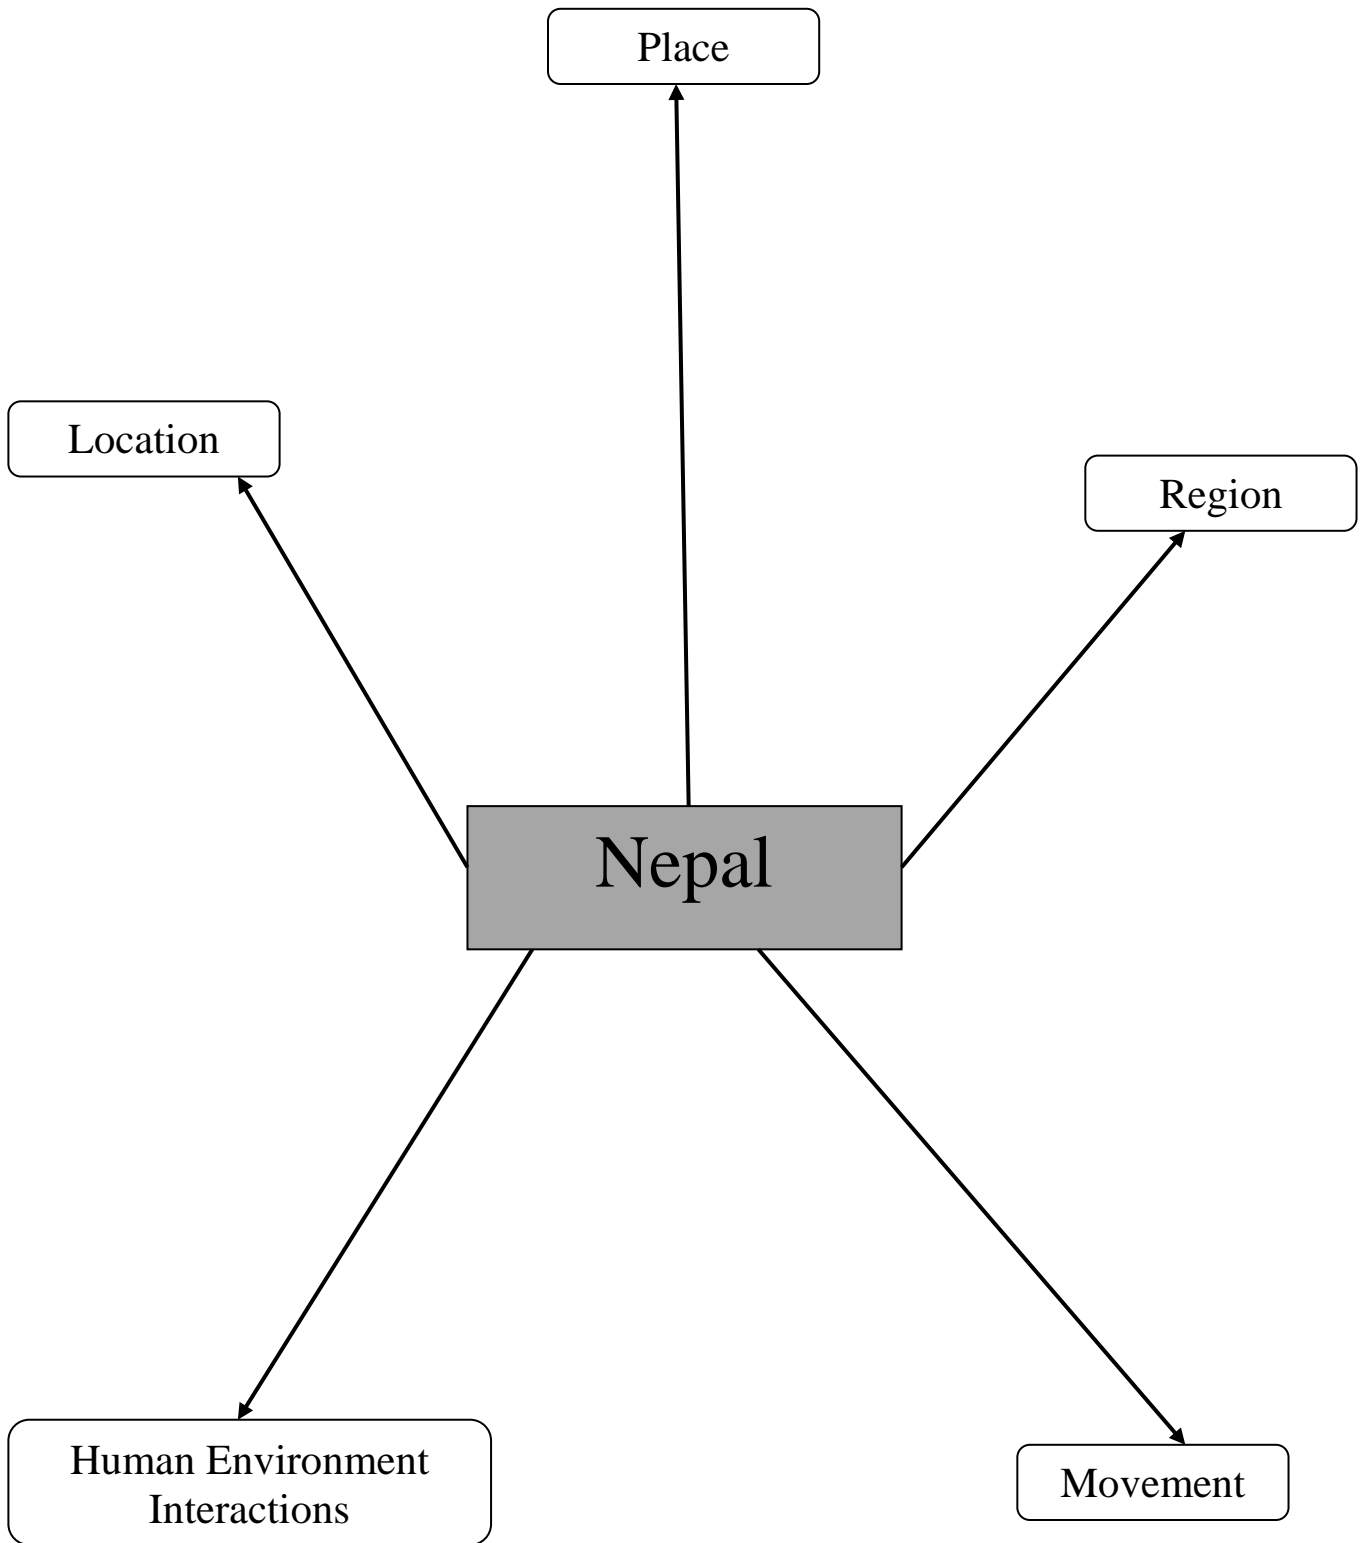 Place
Location
Region
Nepal
Human Environment
Interactions
Movement